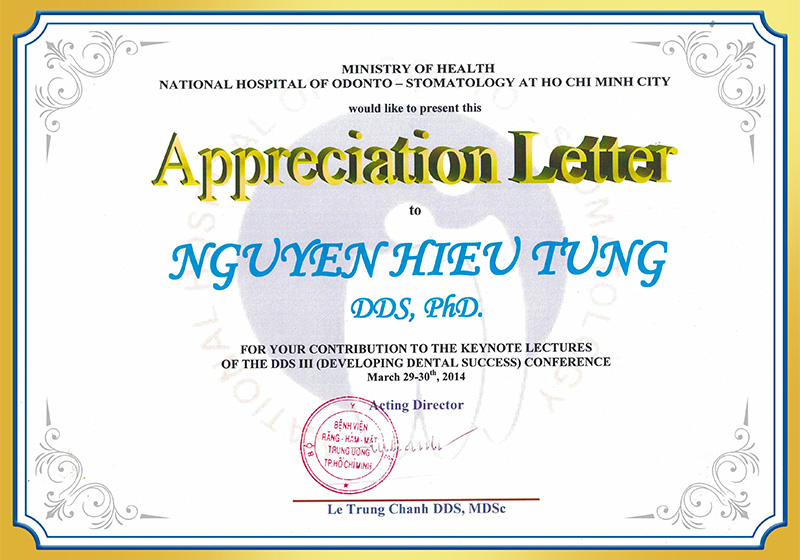 MINISTRY OF HEALTH
NATIONAL HOSPITAL OF ODONTO – STOMATOLOGY AT HO CHI MINH CITY
would like to present this
Appreciation Letter
to
NGUYEN HIEU TUNG
DDS, PhD.
FOR YOUR CONTRIBUTION TO THE KEYNOTE LECTURES
OF THE DDS III (DEVELOPING DENTAL SUCCESS) CONFERENCE
March 29-30th, 2014
Acting Director
BỘ Y
BỆNH VIỆN
RĂNG - HÀM - MẶT
TRUNG ƯƠNG
TP.HỒ CHÍ MINH
Le Trung Chanh DDS, MDSc